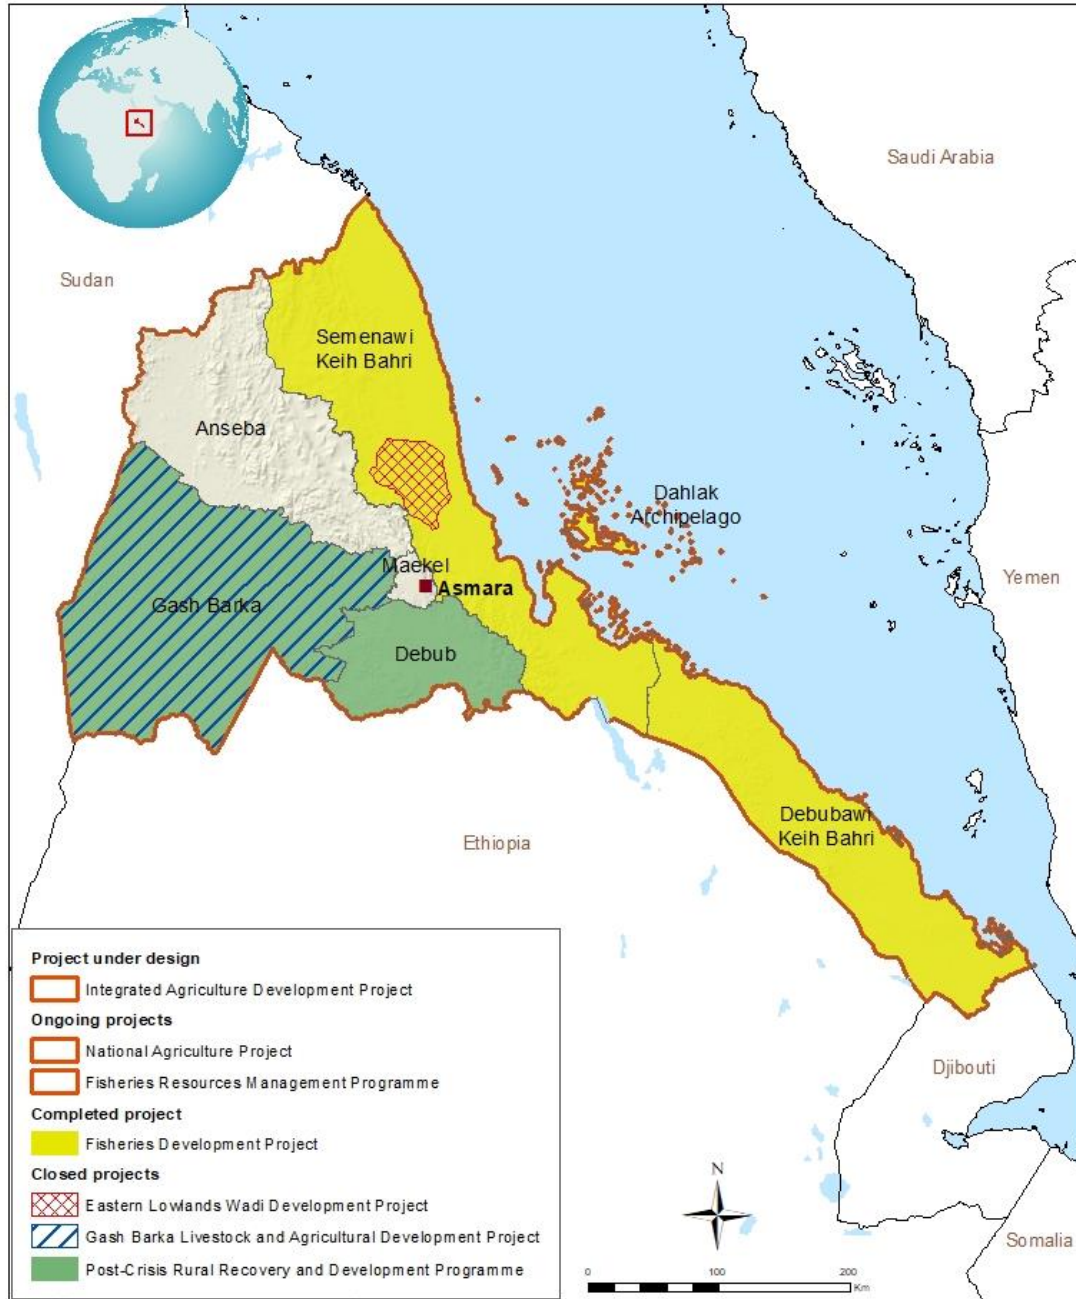 Saudi Arabia
Sudan
Semenawi
Keih Bahri
Anseba
Dahlak
Archipelago
Maekel
Asmara
Yemen
Gash Barka
Debub
Debubawi
Keih Bahri
Ethiopia
Djibouti
Somalia
Project under design
Integrated Agriculture Development Project
Ongoing projects
National Agriculture Project
Fisheries Resources Management Programme
Completed project
Fisheries Development Project
Closed projects
Eastern Lowlands Wadi Development Project
Gash Barka Livestock and Agricultural Development Project
Post-Crisis Rural Recovery and Development Programme
N
0 100 200
Km